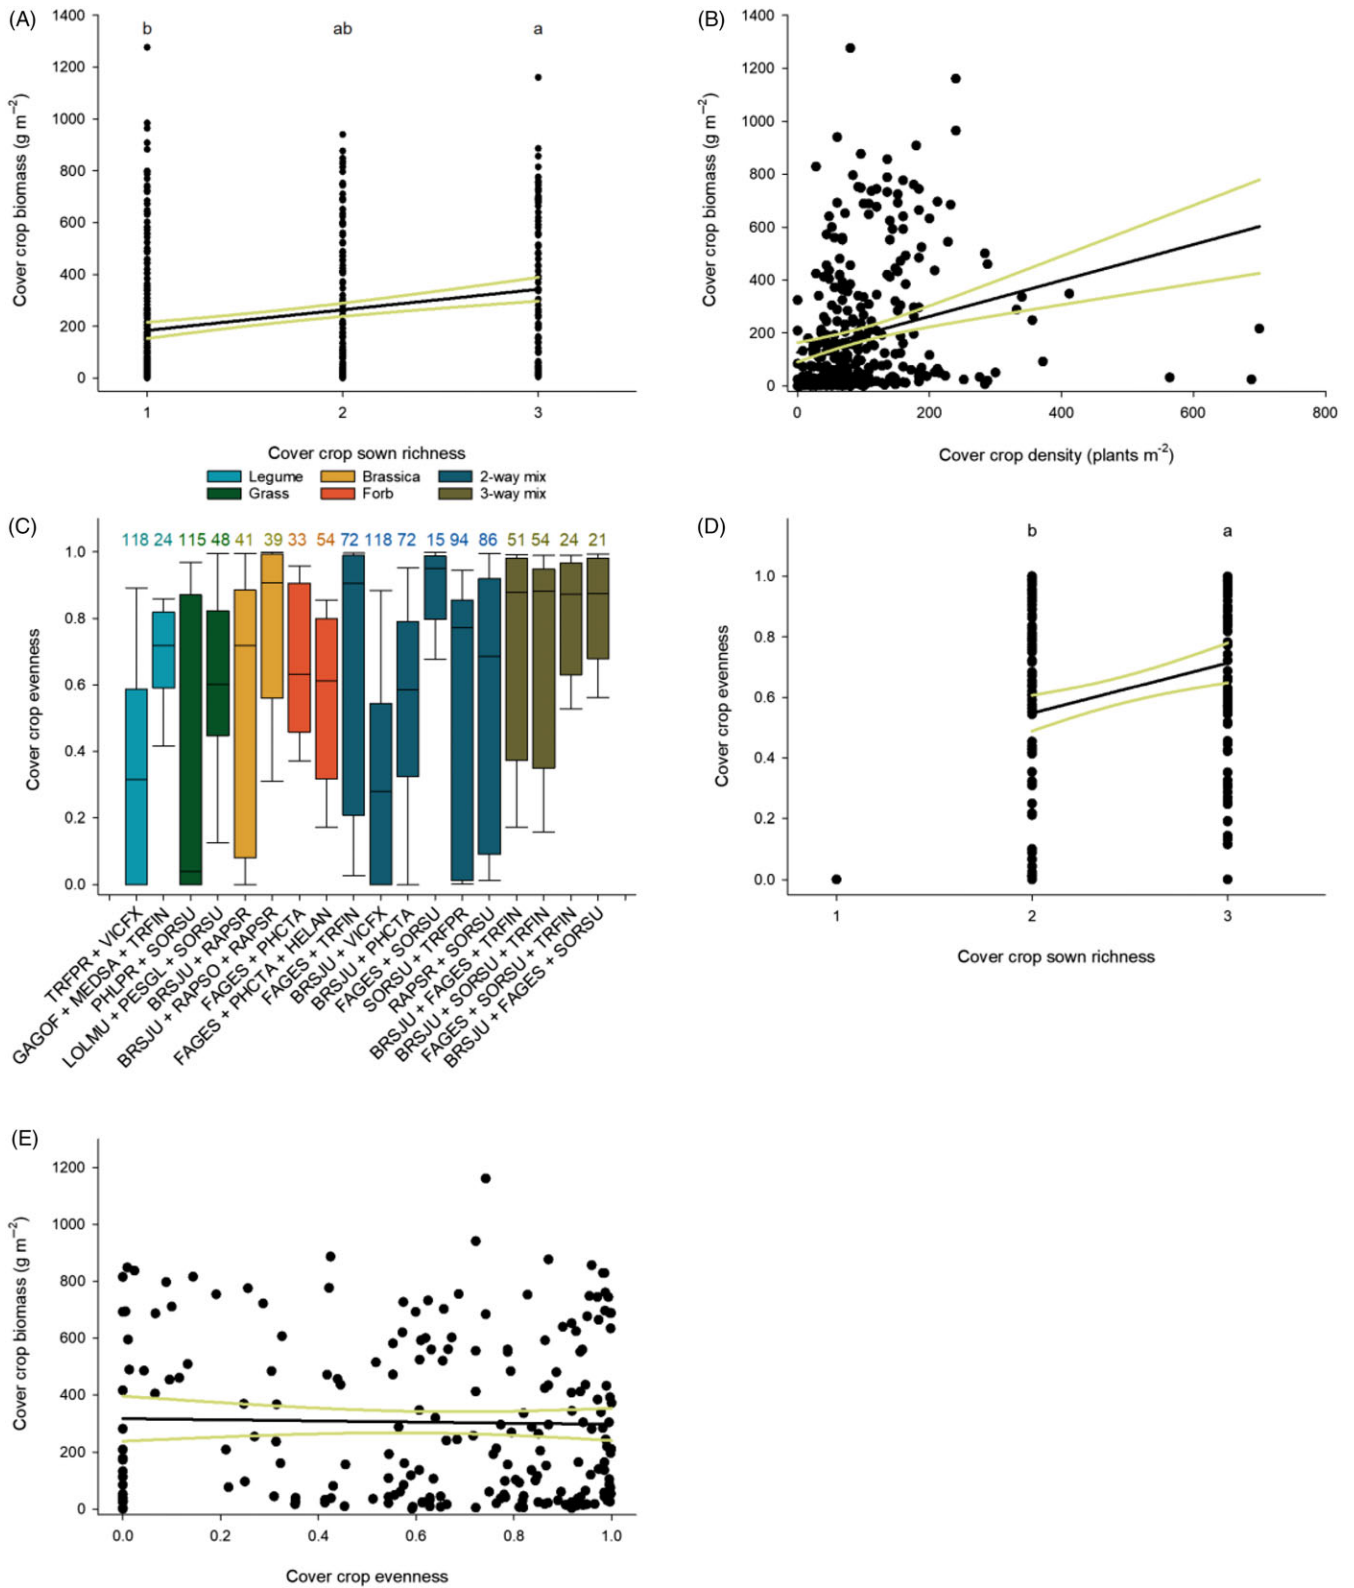 (A)
1400
1200
1000
800
600
400
200
0
Cover crop biomass (g m−2)
b ab a
1 2 3
Cover crop sown richness
(B)
1400
1200
1000
800
600
400
200
0
Cover crop biomass (g m−2)
0 200 400 600 800
Cover crop density (plants m-2)
Legume Brassica 2-way mix
Grass Forb 3-way mix
(C)
118 24 115 48 41 39 33 54 72 118 72 15 94 86 51 54 24 21
1.0
0.8
0.6
0.4
0.2
0.0
Cover crop evenness
TRFPR + VICFX
GAGOF + MEDSA + TRFIN
PHLPR + SORSU
LOLMU + PESGL + SORSU
BRSJU + RAPSR
BRSJU + RAPSO + RAPSR
FAGES + PHCTA
FAGES + PHCTA + HELAN
FAGES + TRFIN
BRSJU + VICFX
BRSJU + PHCTA
FAGES + SORSU
SORSU + TRFPR
RAPSR + SORSU
BRSJU + FAGES + TRFIN
BRSJU + SORSU + TRFIN
FAGES + SORSU + TRFIN
BRSJU + FAGES + SORSU
(D)
b a
1.0
0.8
0.6
0.4
0.2
0.0
Cover crop evenness
1 2 3
Cover crop sown richness
(E)
1200
1000
800
600
400
200
0
Cover crop biomass (g m−2)
0.0 0.2 0.4 0.6 0.8 1.0
Cover crop evenness